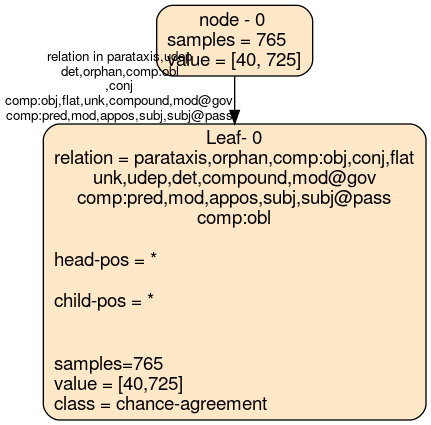 node - 0
samples = 765
value = [40, 725]
relation in parataxis,udep
det,orphan,comp:obl
,conj
comp:obj,flat,unk,compound,mod@gov
comp:pred,mod,appos,subj,subj@pass
Leaf- 0
relation = parataxis,orphan,comp:obj,conj,flat
unk,udep,det,compound,mod@gov
comp:pred,mod,appos,subj,subj@pass
comp:obl
head-pos = *
child-pos = *
samples=765
value = [40,725]
class = chance-agreement